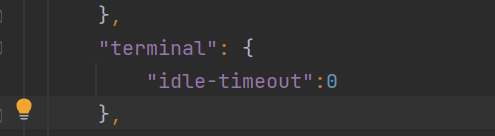 },
"terminal": {
"idle-timeout":0
},